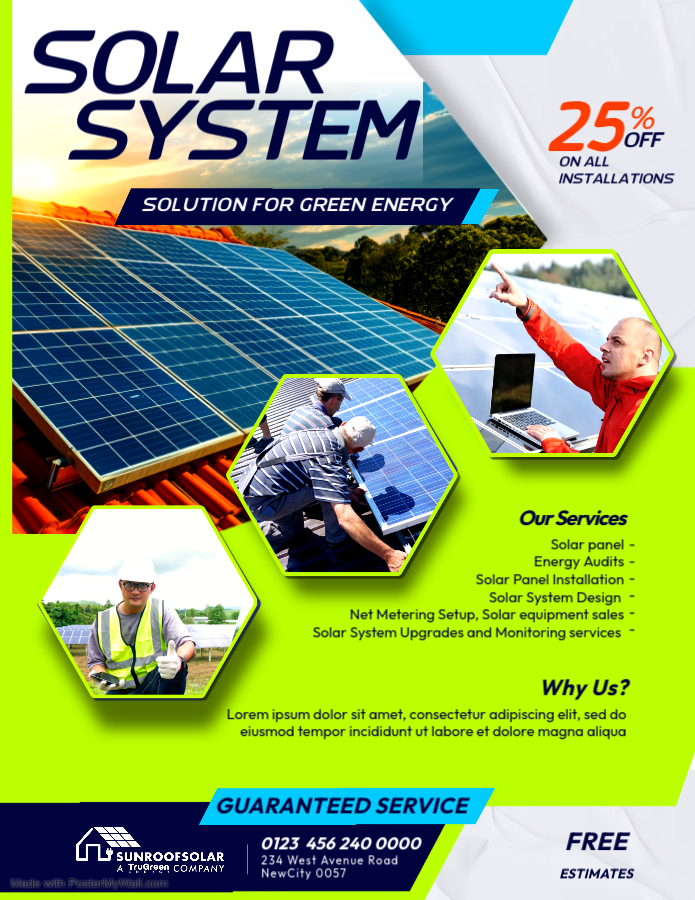 SOLAR
SYSTEM
SOLUTION FOR GREEN ENERGY
25%
OFF
ON ALL
INSTALLATIONS
Our Services
Solar panel -
Energy Audits -
Solar Panel Installation -
Solar System Design -
Net Metering Setup, Solar equipment sales -
Solar System Upgrades and Monitoring services -
Why Us?
Lorem ipsum dolor sit amet, consectetur adipiscing elit, sed do
eiusmod tempor incididunt ut labore et dolore magna aliqua
GUARANTEED SERVICE
SUNROOFSOLAR
A TruGreen COMPANY
0123 456 240 0000
234 West Avenue Road
NewCity 0057
FREE
ESTIMATES
Made with PosterMyWall.com